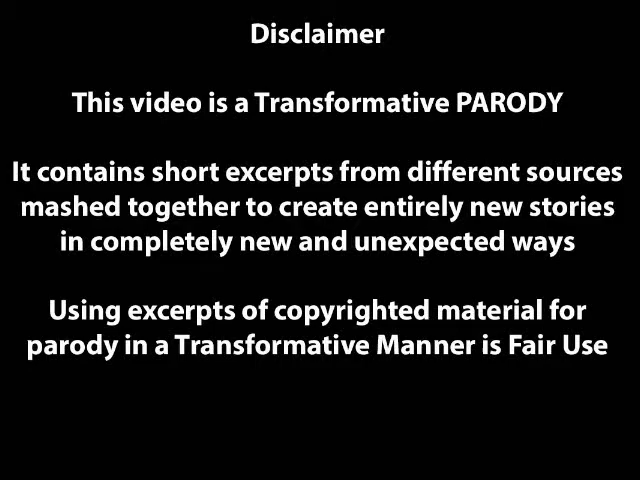 Disclaimer
This video is a Transformative PARODY
It contains short excerpts from different sources
mashed together to create entirely new stories
in completely new and unexpected ways
Using excerpts of copyrighted material for
parody in a Transformative Manner is Fair Use